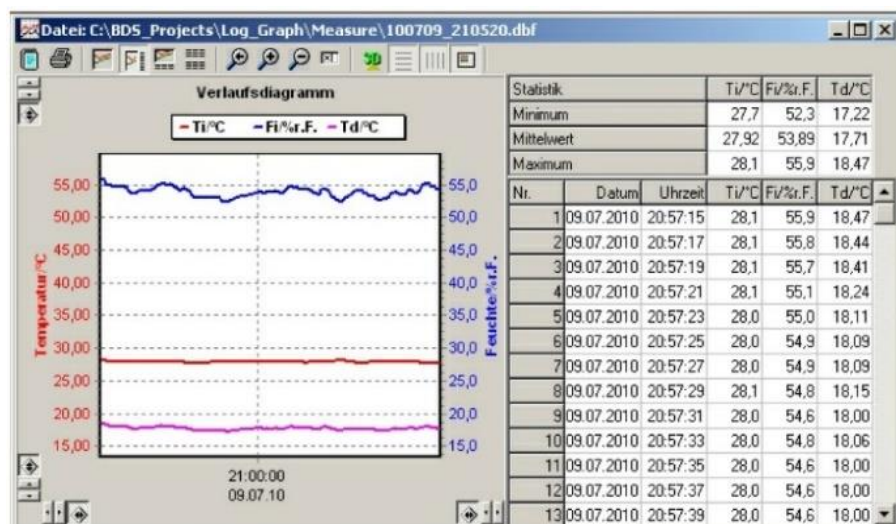 Datei: C:\BDS_Projects\Log_Graph\Measure\100709_210520.dbf
3D
Verlaufsdiagramm
Ti/°C Fi/%r.F. Td/°C
55,00 55,0
50,00 50,0
45,00 45,0
40,00 40,0
35,00 35,0
30,00 30,0
25,00 25,0
20,00 20,0
15,00 15,0
Temperatur/°C
Feuchte/%r.F.
21:00:00
09.07.10
Statistik Ti/°C Fi/%r.F. Td/°C
Minimum 27,7 52,3 17,22
Mittelwert 27,92 53,89 17,71
Maximum 28,1 55,9 18,47
Nr. Datum Uhrzeit Ti/°C Fi/%r.F. Td/°C
1 09.07.2010 20:57:15 28,1 55,9 18,47
2 09.07.2010 20:57:17 28,1 55,8 18,44
3 09.07.2010 20:57:19 28,1 55,7 18,41
4 09.07.2010 20:57:21 28,1 55,1 18,24
5 09.07.2010 20:57:23 28,0 55,0 18,11
6 09.07.2010 20:57:25 28,0 54,9 18,09
7 09.07.2010 20:57:27 28,0 54,9 18,09
8 09.07.2010 20:57:29 28,1 54,8 18,15
9 09.07.2010 20:57:31 28,0 54,6 18,00
10 09.07.2010 20:57:33 28,0 54,8 18,06
11 09.07.2010 20:57:35 28,0 54,6 18,00
12 09.07.2010 20:57:37 28,0 54,6 18,00
13 09.07.2010 20:57:39 28,0 54,6 18,00